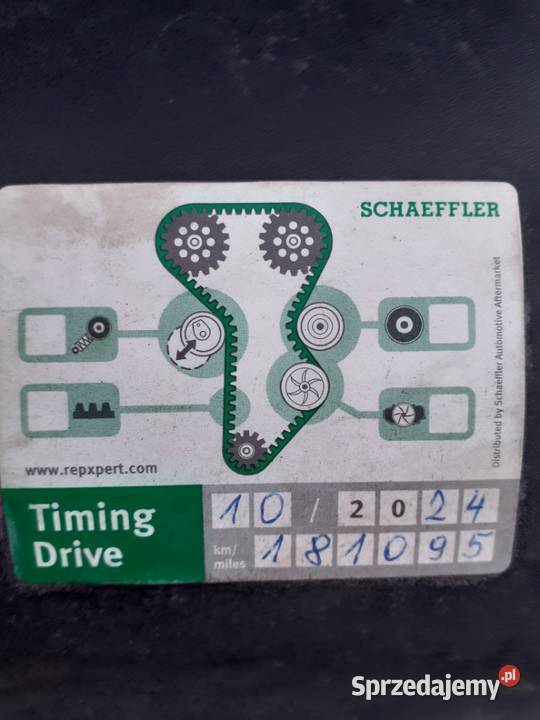 SCHAEFFLER
Distributed by Schaeffler Automotive Aftermarket
www.repxpert.com
Timing
Drive
10 / 2024
km/
miles
181095
Sprzedajemy.pl